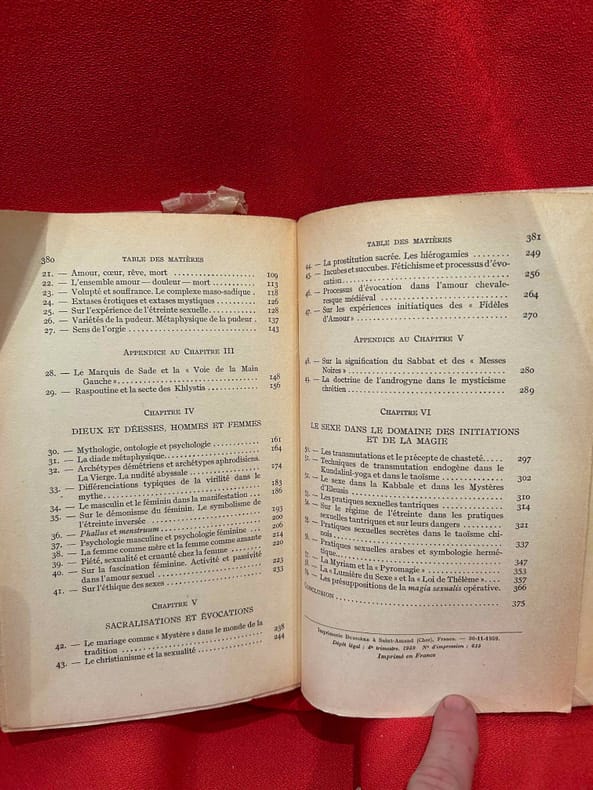 380 TABLE DES MATIÈRES
21. — Amour, cœur, rêve, mort .................. 109
22. — L'ensemble amour — douleur — mort............ 113
23. — Volupté et souffrance. Le complexe maso-sadique . 118
24. — Extases érotiques et extases mystiques ............ 126
25. — Sur l'expérience de l'étreinte sexuelle............. 128
26. — Variétés de la pudeur. Métaphysique de la pudeur . 137
27. — Sens de l'orgie .............................. 143
APPENDICE AU CHAPITRE III
28. — Le Marquis de Sade et la « Voie de la Main
Gauche »................................... 148
29. — Raspoutine et la secte des Khlystis .............. 156
CHAPITRE IV
DIEUX ET DÉESSES, HOMMES ET FEMMES
30. — Mythologie, ontologie et psychologie ............ 161
31. — La diade métaphysique........................ 164
32. — Archétypes démétriens et archétypes aphrodisiens.
La Vierge. La nudité abyssale .................. 174
33. — Différenciations typiques de la virilité dans le
mythe ..................................... 183
34. — Le masculin et le féminin dans la manifestation ... 186
35. — Sur le démonisme du féminin. Le symbolisme de
l'étreinte inversée ............................ 193
36. — Phallus et menstruum ........................ 200
37. — Psychologie masculine et psychologie féminine .... 206
38. — La femme comme mère et la femme comme amante 214
39. — Piété, sexualité et cruauté chez la femme ........ 220
40. — Sur la fascination féminine. Activité et passivité
dans l'amour sexuel .......................... 223
41. — Sur l'éthique des sexes ........................ 233
CHAPITRE V
SACRALISATIONS ET ÉVOCATIONS
42. — Le mariage comme « Mystère » dans le monde de la
tradition ................................... 238
43. — Le christianisme et la sexualité ................ 244
TABLE DES MATIÈRES 381
44. — La prostitution sacrée. Les hiérogamies .......... 249
45. — Incubes et succubes. Fétichisme et processus d'évo-
cation ..................................... 256
46. — Processus d'évocation dans l'amour chevale-
resque médiéval ............................. 264
47. — Sur les expériences initiatiques des « Fidèles
d'Amour » ................................. 270
APPENDICE AU CHAPITRE V
48. — Sur la signification du Sabbat et des « Messes
Noires » ................................... 280
49. — La doctrine de l'androgyne dans le mysticisme
chrétien ................................... 289
CHAPITRE VI
LE SEXE DANS LE DOMAINE DES INITIATIONS
ET DE LA MAGIE
50. — Les transmutations et le précepte de chasteté.... 297
51. — Techniques de transmutation endogène dans le
Kundalinî-yoga et dans le taoïsme .............. 302
52. — Le sexe dans la Kabbale et dans les Mystères
d'Eleusis ................................... 310
53. — Les pratiques sexuelles tantriques .............. 314
54. — Sur le régime de l'étreinte dans les pratiques
sexuelles tantriques et sur leurs dangers ........ 321
55. — Pratiques sexuelles secrètes dans le taoïsme chi-
nois ....................................... 337
56. — Pratiques sexuelles arabes et symbologie hermé-
tique....................................... 347
— La Myriam et la « Pyromagie » ................ 353
— La « Lumière du Sexe » et la « Loi de Thélème ».... 357
— Les présuppositions de la magia sexualis opérative. 366
CONCLUSION ..................................... 375
Imprimerie BUSSIÈRE à Saint-Amand (Cher), France. — 30-11-1959.
Dépôt légal : 4e trimestre. 1959 N° d'impression : 635
Imprimé en France